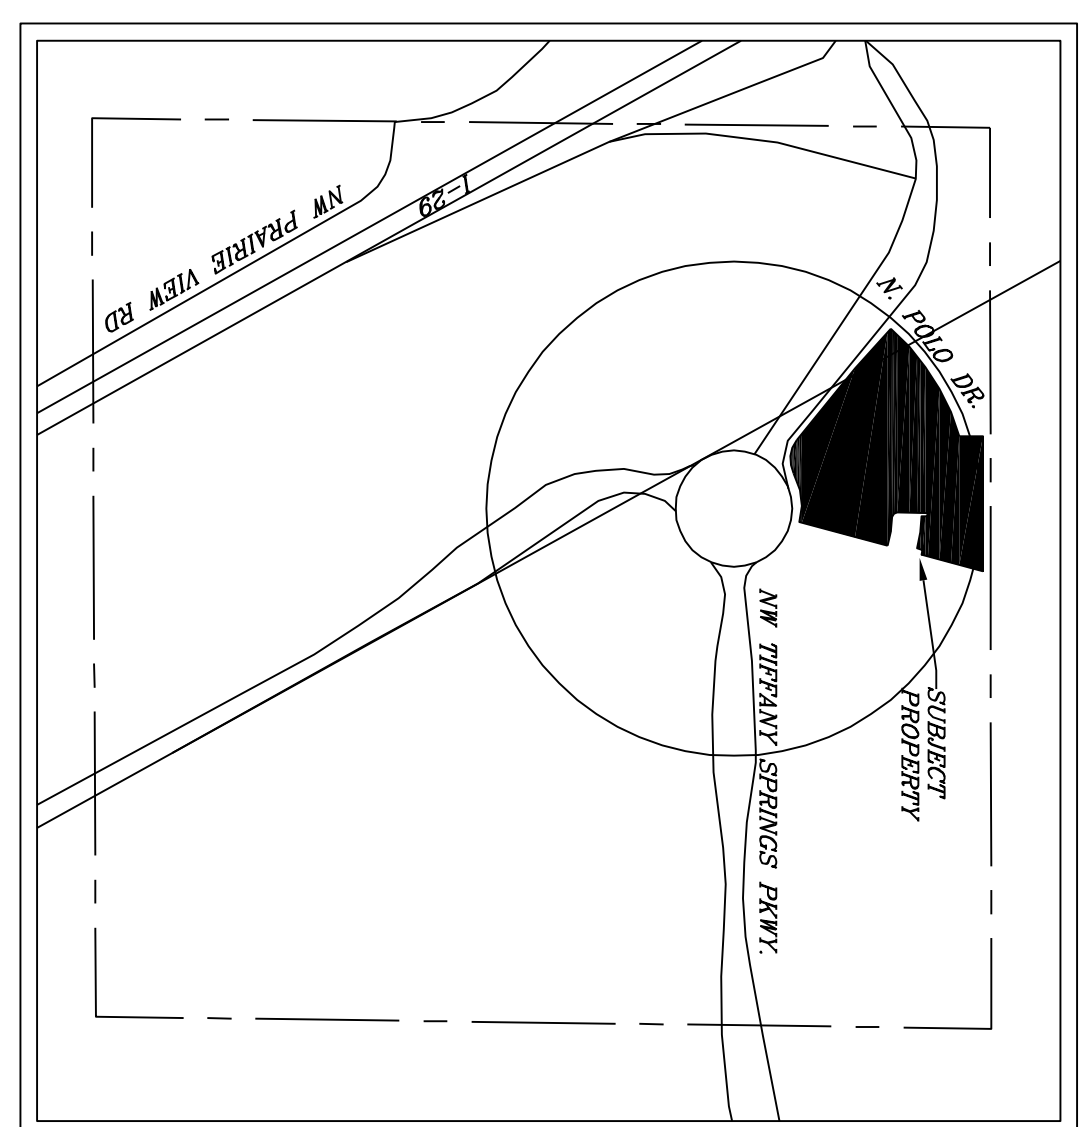 I-29
NW PRAIRIE VIEW RD
N. POLO DR.
NW TIFFANY SPRINGS PKWY.
SUBJECT
PROPERTY